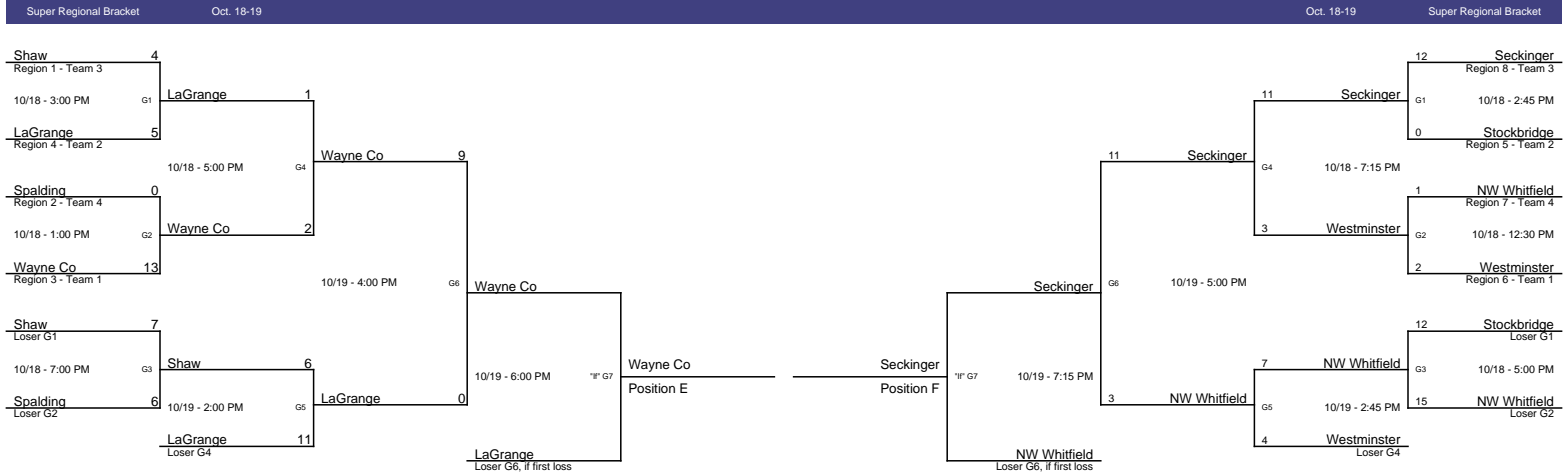 Super Regional Bracket Oct. 18-19 Oct. 18-19 Super Regional Bracket
Shaw 4
Region 1 - Team 3
10/18 - 3:00 PM G1 LaGrange 1
LaGrange 5
Region 4 - Team 2
10/18 - 5:00 PM G4 Wayne Co 9
Spalding 0
Region 2 - Team 4
10/18 - 1:00 PM G2 Wayne Co 2
Wayne Co 13
Region 3 - Team 1
10/19 - 4:00 PM G6 Wayne Co
Shaw 7
Loser G1
10/18 - 7:00 PM G3 Shaw 6
Spalding 6
Loser G2
10/19 - 2:00 PM G5 LaGrange 0
LaGrange 11
Loser G4
10/19 - 6:00 PM "If" G7 Wayne Co
Position E
LaGrange
Loser G6, if first loss
12 Seckinger
Region 8 - Team 3
11 Seckinger G1 10/18 - 2:45 PM
0 Stockbridge
Region 5 - Team 2
11 Seckinger G4 10/18 - 7:15 PM
1 NW Whitfield
Region 7 - Team 4
3 Westminster G2 10/18 - 12:30 PM
2 Westminster
Region 6 - Team 1
Seckinger G6 10/19 - 5:00 PM
12 Stockbridge
Loser G1
7 NW Whitfield G3 10/18 - 5:00 PM
15 NW Whitfield
Loser G2
3 NW Whitfield G5 10/19 - 2:45 PM
4 Westminster
Loser G4
Seckinger "If" G7 10/19 - 7:15 PM
Position F
NW Whitfield
Loser G6, if first loss